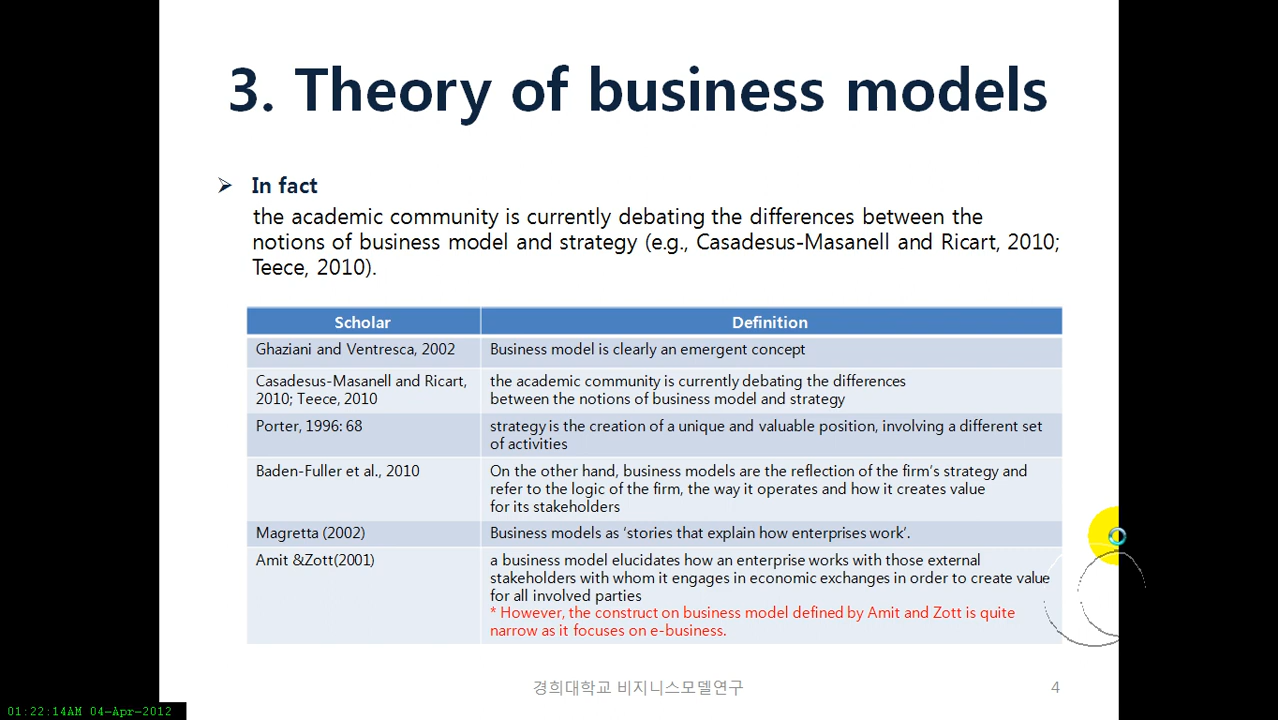 3. Theory of business models
➢ In fact
the academic community is currently debating the differences between the
notions of business model and strategy (e.g., Casadesus-Masanell and Ricart, 2010;
Teece, 2010).
Scholar Definition
Ghaziani and Ventresca, 2002 Business model is clearly an emergent concept
Casadesus-Masanell and Ricart, the academic community is currently debating the differences
2010; Teece, 2010 between the notions of business model and strategy
Porter, 1996: 68 strategy is the creation of a unique and valuable position, involving a different set
of activities
Baden-Fuller et al., 2010 On the other hand, business models are the reflection of the firm's strategy and
refer to the logic of the firm, the way it operates and how it creates value
for its stakeholders
Magretta (2002) Business models as ‘stories that explain how enterprises work’.
Amit &Zott(2001) a business model elucidates how an enterprise works with those external
stakeholders with whom it engages in economic exchanges in order to create value
for all involved parties
* However, the construct on business model defined by Amit and Zott is quite
narrow as it focuses on e-business.
경희대학교 비지니스모델연구 4
01:22:14AM 04-Apr-2012